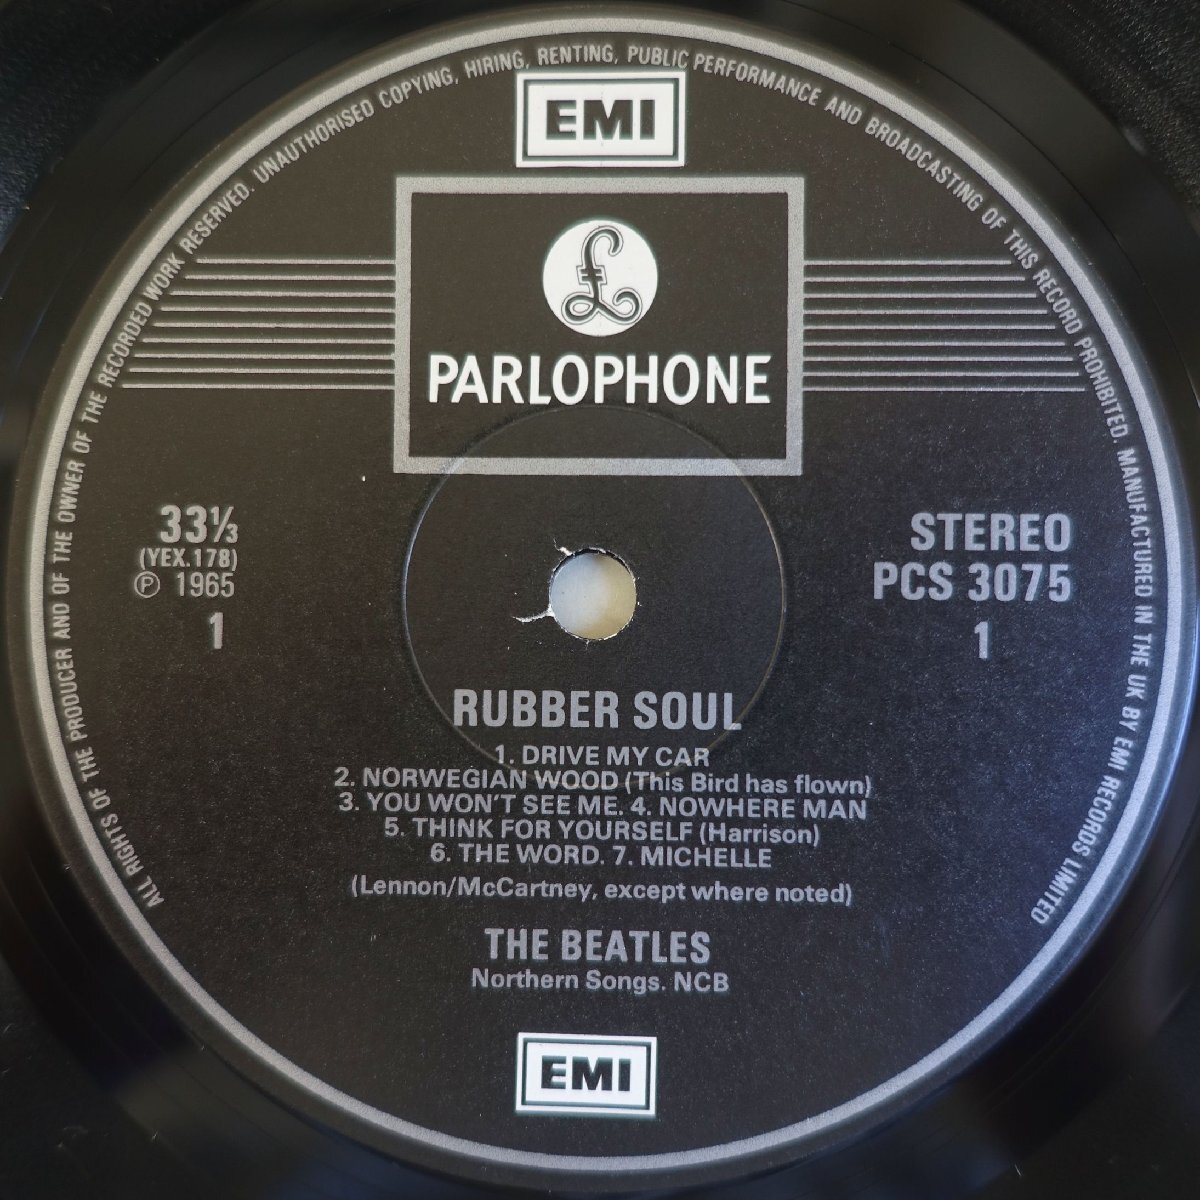 ALL RIGHTS OF THE PRODUCER AND OF THE OWNER OF THE RECORDED WORK RESERVED. UNAUTHORISED COPYING, HIRING, RENTING, PUBLIC PERFORMANCE AND BROADCASTING OF THIS RECORD PROHIBITED. MANUFACTURED IN THE UK BY EMI RECORDS LIMITED
EMI
£
PARLOPHONE
33⅓
(YEX.178)
Ⓟ 1965
1
STEREO
PCS 3075
1
RUBBER SOUL
1. DRIVE MY CAR
2. NORWEGIAN WOOD (This Bird has flown)
3. YOU WON'T SEE ME. 4. NOWHERE MAN
5. THINK FOR YOURSELF (Harrison)
6. THE WORD. 7. MICHELLE
(Lennon/McCartney, except where noted)
THE BEATLES
Northern Songs. NCB
EMI